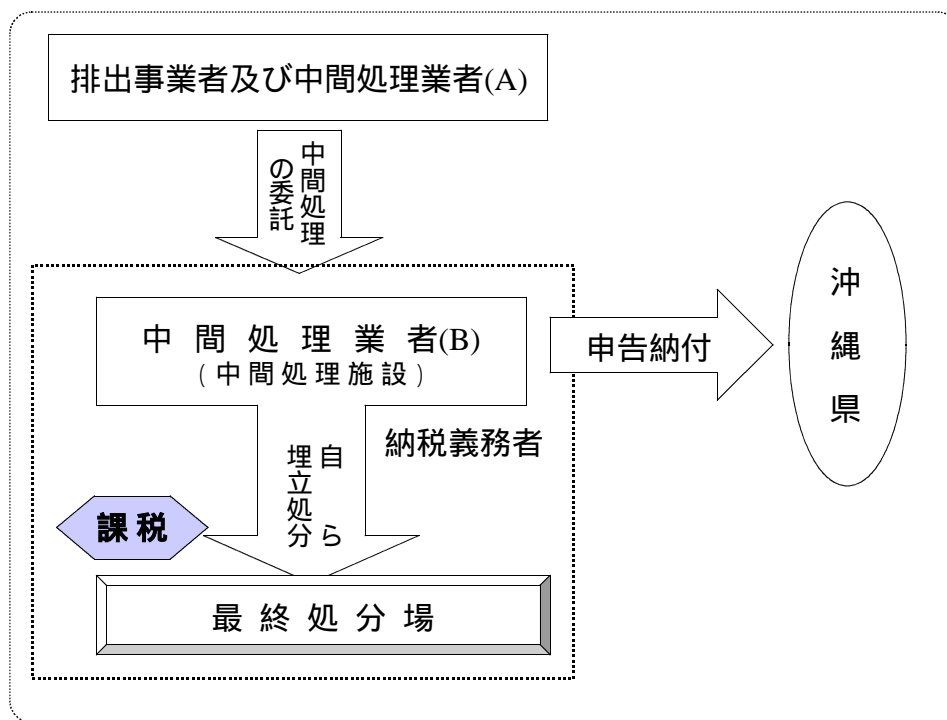 排出事業者及び中間処理業者(A)
中間処理
の委託
中間処理業者(B)
(中間処理施設)
申告納付
沖縄県
納税義務者
自ら
埋立処分
課税
最終処分場